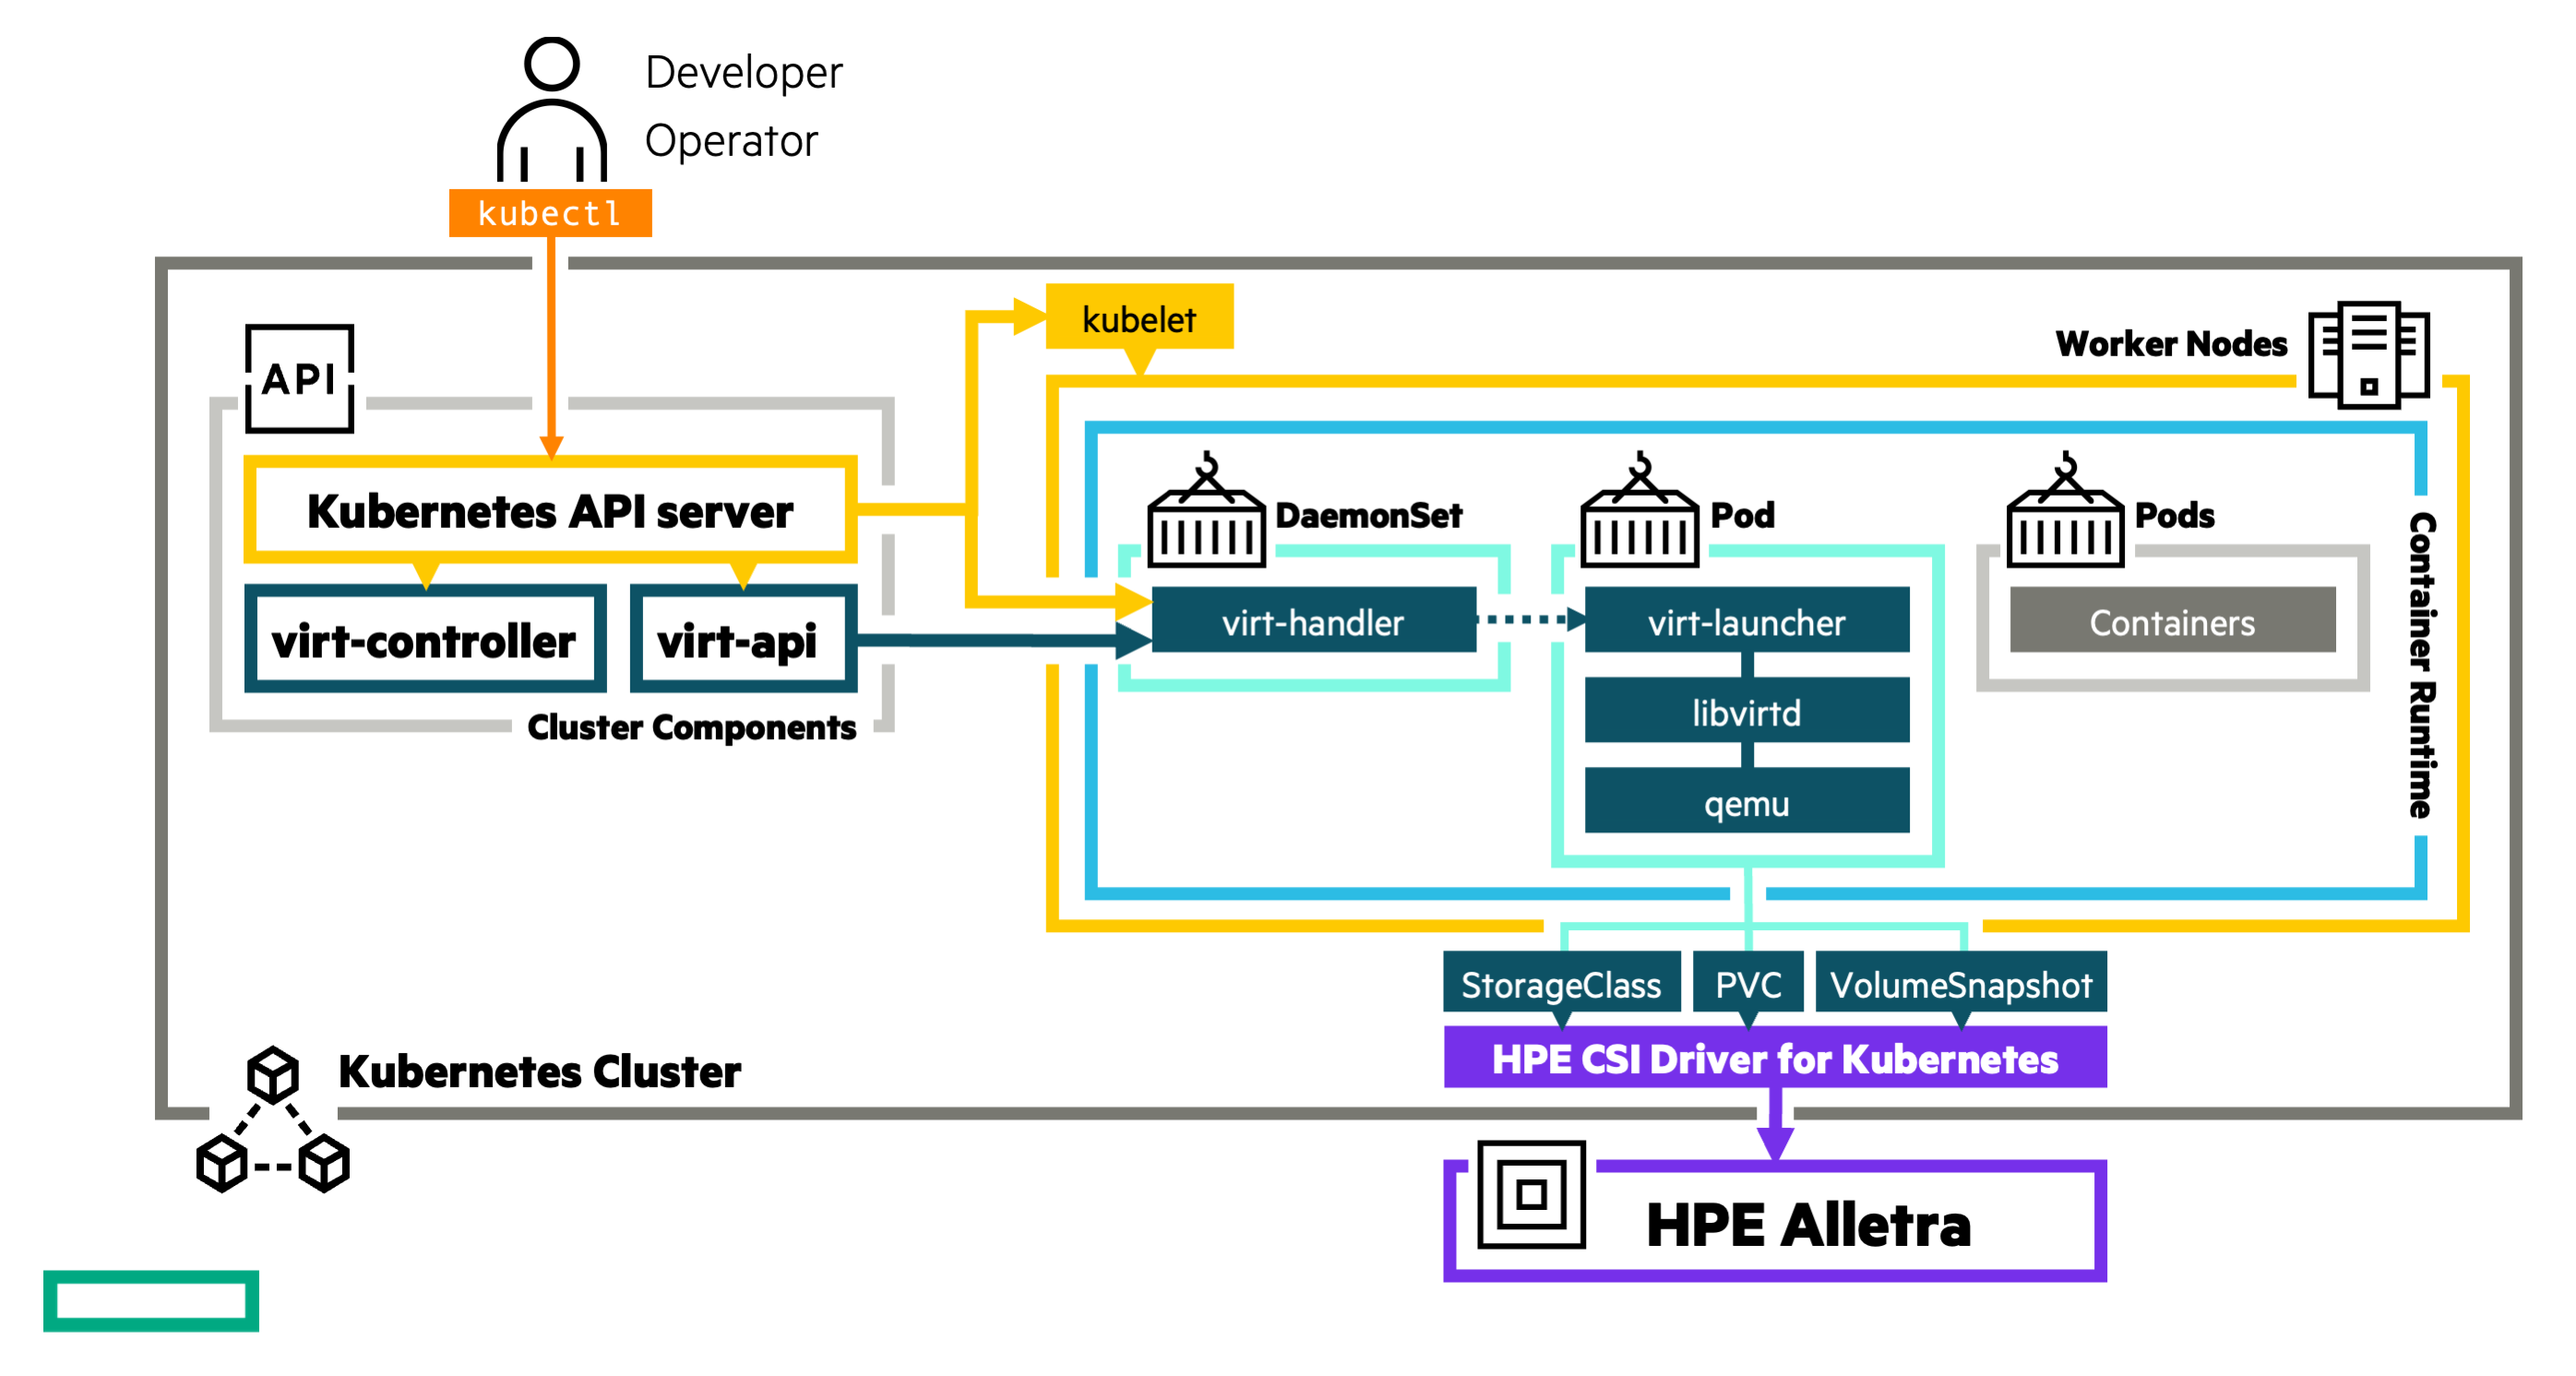 Developer
Operator
kubectl
kubelet
Worker Nodes
API
Kubernetes API server
DaemonSet
Pod
Pods
Container Runtime
virt-controller
virt-api
virt-handler
virt-launcher
Containers
libvirtd
Cluster Components
qemu
StorageClass
PVC
VolumeSnapshot
HPE CSI Driver for Kubernetes
Kubernetes Cluster
HPE Alletra